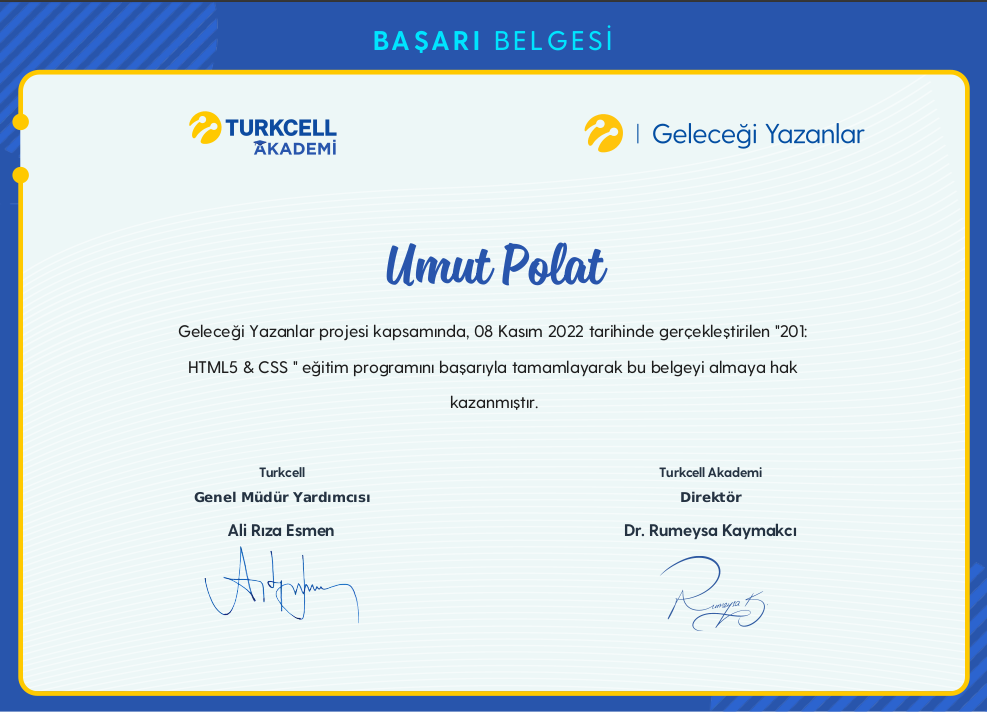 BAŞARI BELGESİ
TURKCELL
AKADEMİ
Geleceği Yazanlar
Umut Polat
Geleceği Yazanlar projesi kapsamında, 08 Kasım 2022 tarihinde gerçekleştirilen "201:
HTML5 & CSS " eğitim programını başarıyla tamamlayarak bu belgeyi almaya hak
kazanmıştır.
Turkcell
Genel Müdür Yardımcısı
Ali Rıza Esmen
Turkcell Akademi
Direktör
Dr. Rumeysa Kaymakcı
Rumeysa K